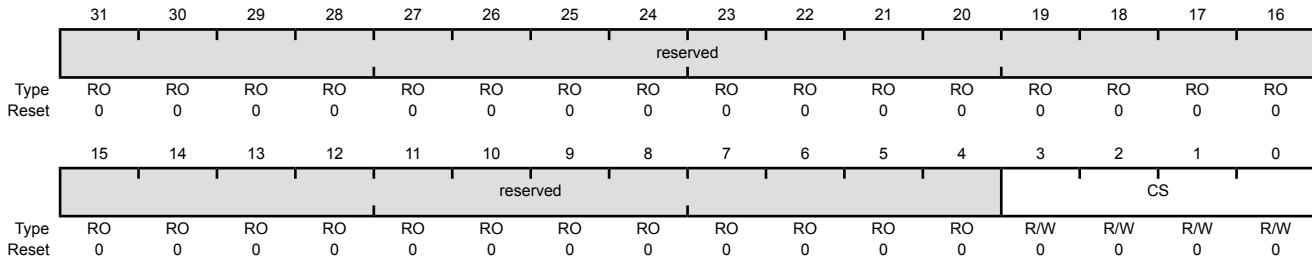 31 30 29 28 27 26 25 24 23 22 21 20 19 18 17 16
reserved
Type RO RO RO RO RO RO RO RO RO RO RO RO RO RO RO RO
Reset 0 0 0 0 0 0 0 0 0 0 0 0 0 0 0 0
15 14 13 12 11 10 9 8 7 6 5 4 3 2 1 0
reserved CS
Type RO RO RO RO RO RO RO RO RO RO RO RO R/W R/W R/W R/W
Reset 0 0 0 0 0 0 0 0 0 0 0 0 0 0 0 0